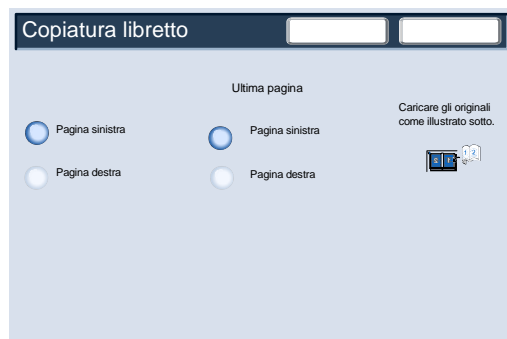 Copiatura libretto
Ultima pagina
Caricare gli originali
come illustrato sotto.
Pagina sinistra
Pagina sinistra
Pagina destra
Pagina destra